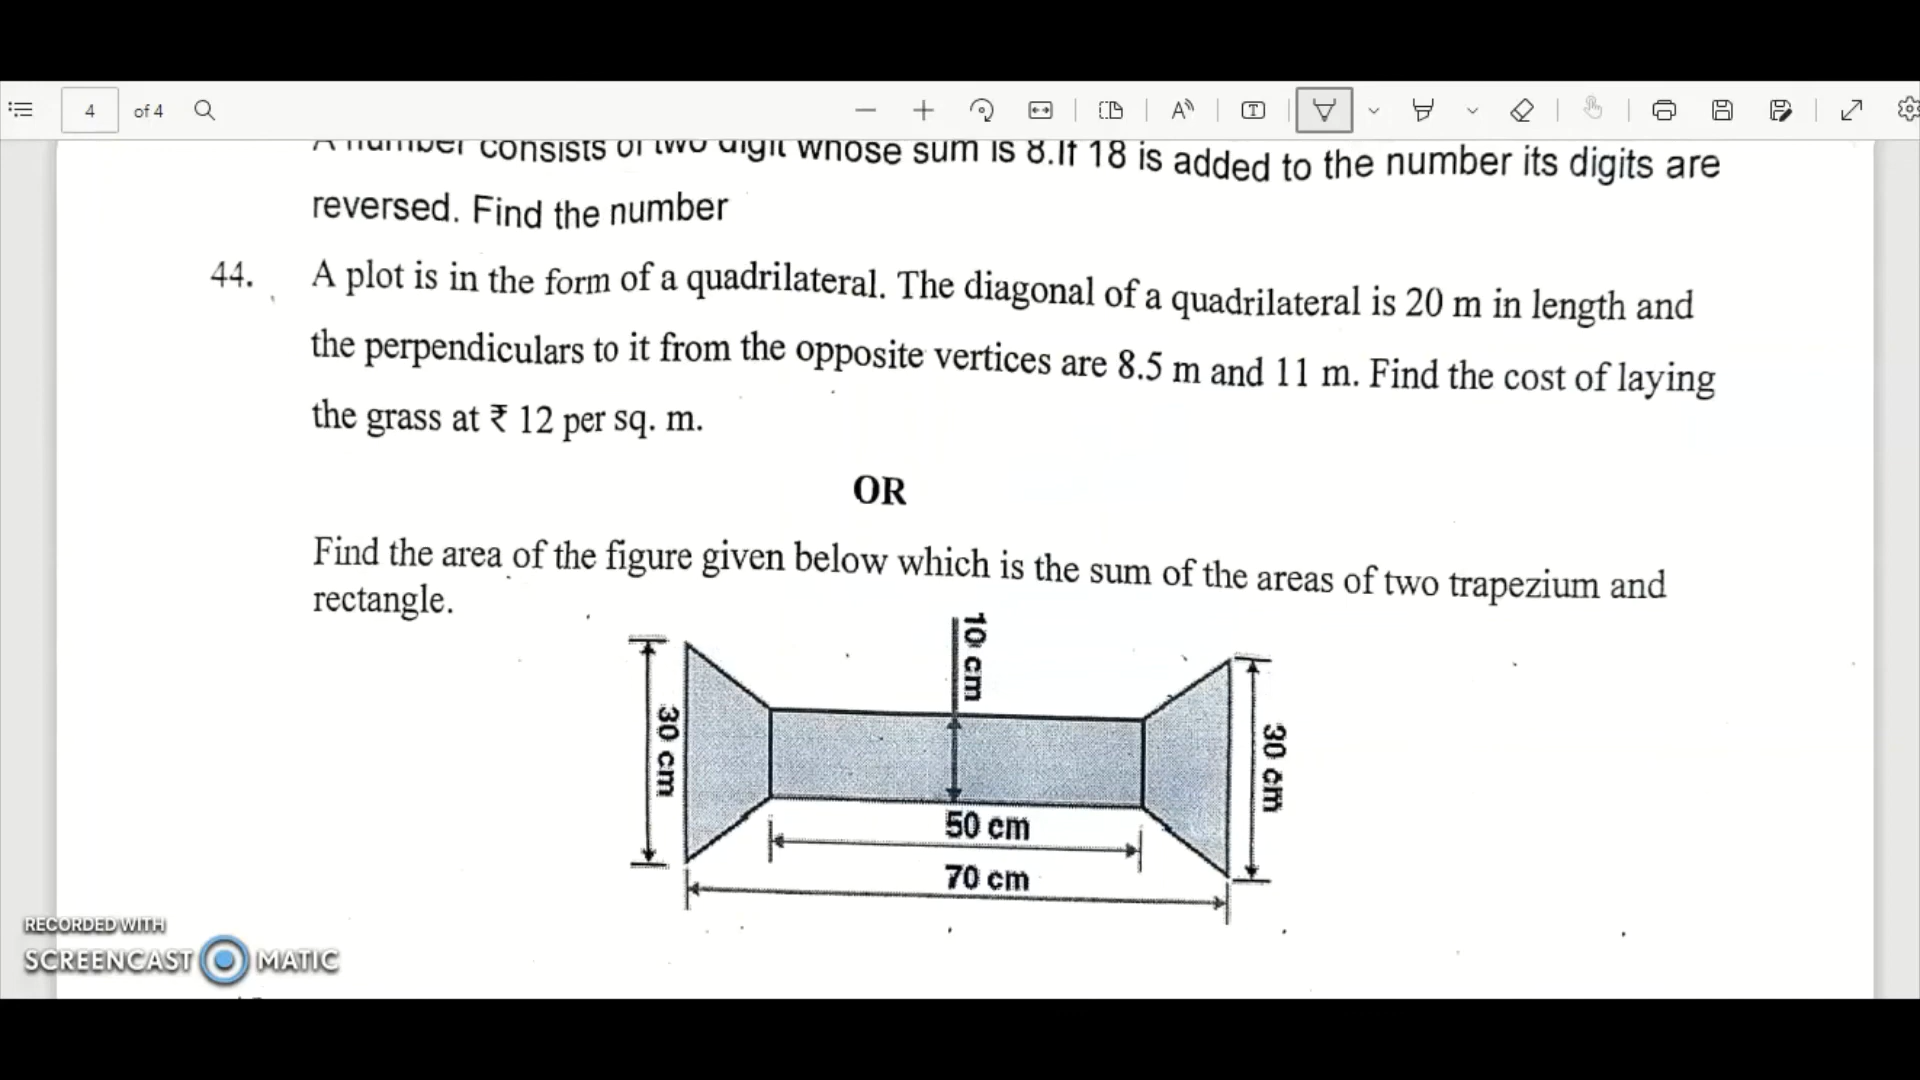 4 of 4
A number consists of two digit whose sum is 8.If 18 is added to the number its digits are
reversed. Find the number
44. A plot is in the form of a quadrilateral. The diagonal of a quadrilateral is 20 m in length and
the perpendiculars to it from the opposite vertices are 8.5 m and 11 m. Find the cost of laying
the grass at ₹ 12 per sq. m.
OR
Find the area of the figure given below which is the sum of the areas of two trapezium and
rectangle.
10 cm
30 cm
30 cm
50 cm
70 cm
RECORDED WITH
SCREENCAST MATIC